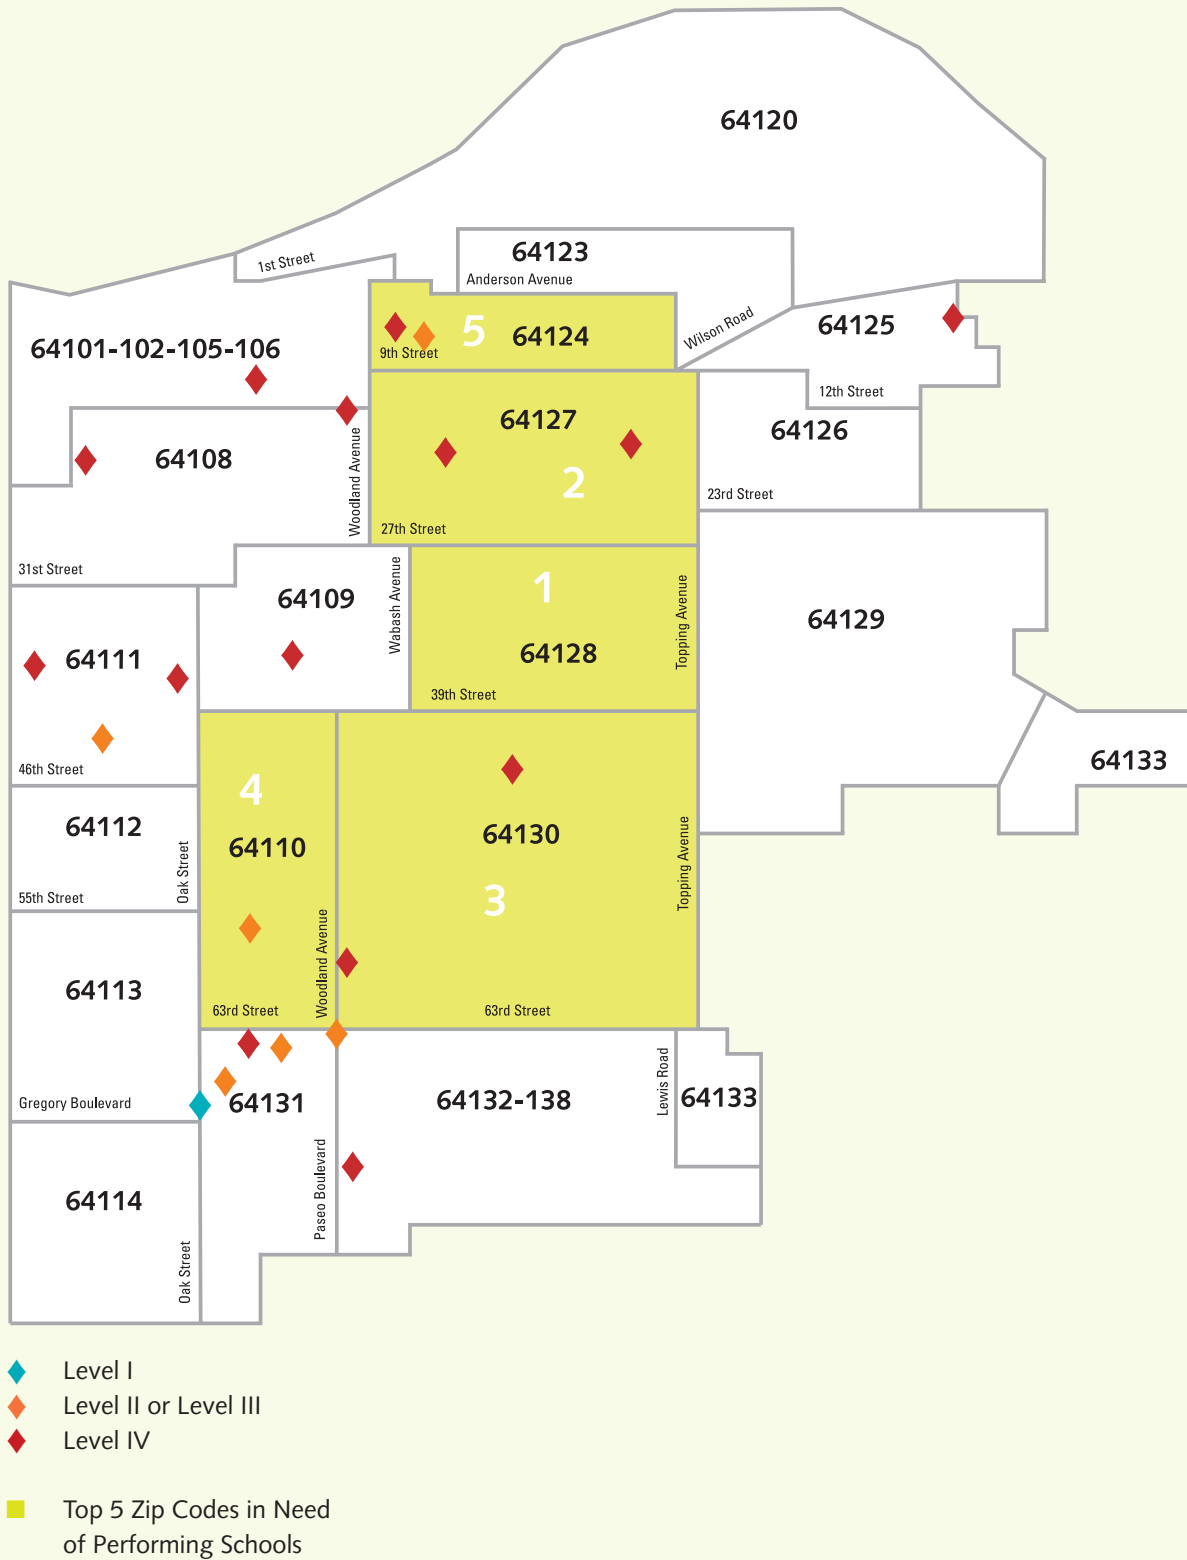 64120
1st Street
64123
Anderson Avenue
Wilson Road
64125
12th Street
64101-102-105-106
5
64124
9th Street
64127
2
27th Street
64126
23rd Street
64108
Woodland Avenue
31st Street
64109
Wabash Avenue
1
64128
39th Street
Topping Avenue
64129
64133
64111
46th Street
64112
Oak Street
55th Street
4
64110
Woodland Avenue
63rd Street
64130
3
Topping Avenue
63rd Street
64113
Gregory Boulevard
64131
Paseo Boulevard
64132-138
Lewis Road
64133
64114
Oak Street
Level I
Level II or Level III
Level IV
Top 5 Zip Codes in Need
of Performing Schools